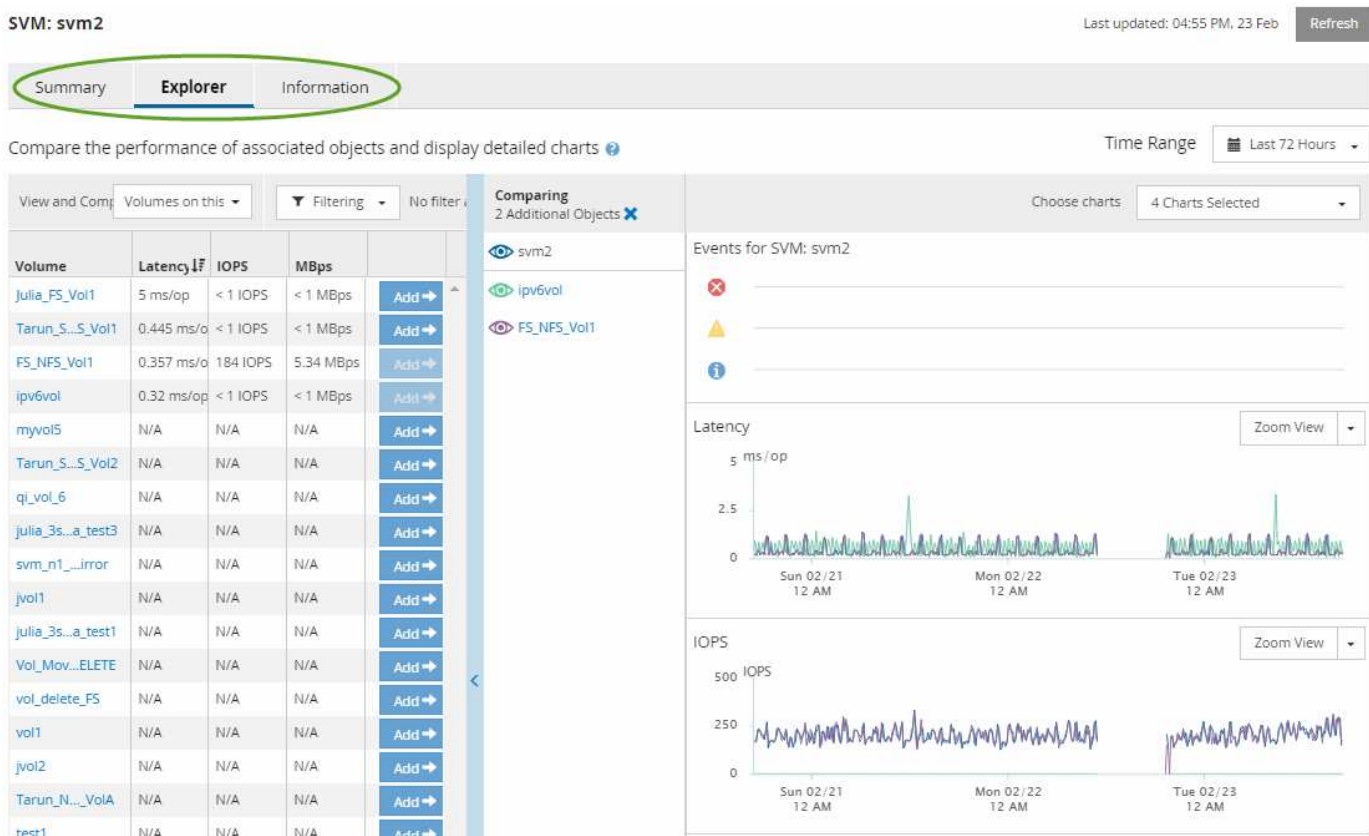 SVM: svm2
Last updated: 04:55 PM, 23 Feb Refresh
Summary Explorer Information
Compare the performance of associated objects and display detailed charts ?
Time Range Last 72 Hours
View and Comp Volumes on this Filtering No filter
Comparing
2 Additional Objects
Choose charts 4 Charts Selected
Volume Latency IOPS MBps
Julia_FS_Vol1 5 ms/op < 1 IOPS < 1 MBps Add
Tarun_S...S_Vol1 0.445 ms/o < 1 IOPS < 1 MBps Add
FS_NFS_Vol1 0.357 ms/o 184 IOPS 5.34 MBps Add
ipv6vol 0.32 ms/op < 1 IOPS < 1 MBps Add
myvol5 N/A N/A N/A Add
Tarun_S...S_Vol2 N/A N/A N/A Add
qi_vol_6 N/A N/A N/A Add
julia_3s...a_test3 N/A N/A N/A Add
svm_n1_...irror N/A N/A N/A Add
jvol1 N/A N/A N/A Add
julia_3s...a_test1 N/A N/A N/A Add
Vol_Mov...ELETE N/A N/A N/A Add
vol_delete_FS N/A N/A N/A Add
vol1 N/A N/A N/A Add
jvol2 N/A N/A N/A Add
Tarun_N..._VolA N/A N/A N/A Add
test1 N/A N/A N/A Add
svm2
ipv6vol
FS_NFS_Vol1
Events for SVM: svm2
Latency Zoom View
ms/op
5
2.5
0
Sun 02/21 Mon 02/22 Tue 02/23
12 AM 12 AM 12 AM
IOPS Zoom View
IOPS
500
250
0
Sun 02/21 Mon 02/22 Tue 02/23
12 AM 12 AM 12 AM